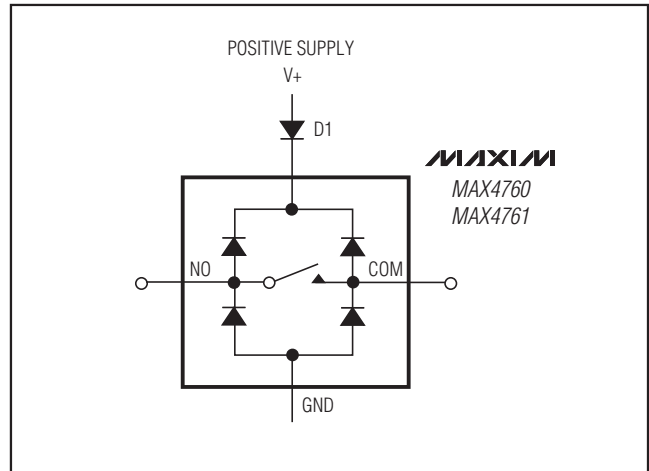 POSITIVE SUPPLY
V+
D1
MAXIM
MAX4760
MAX4761
NO
COM
GND